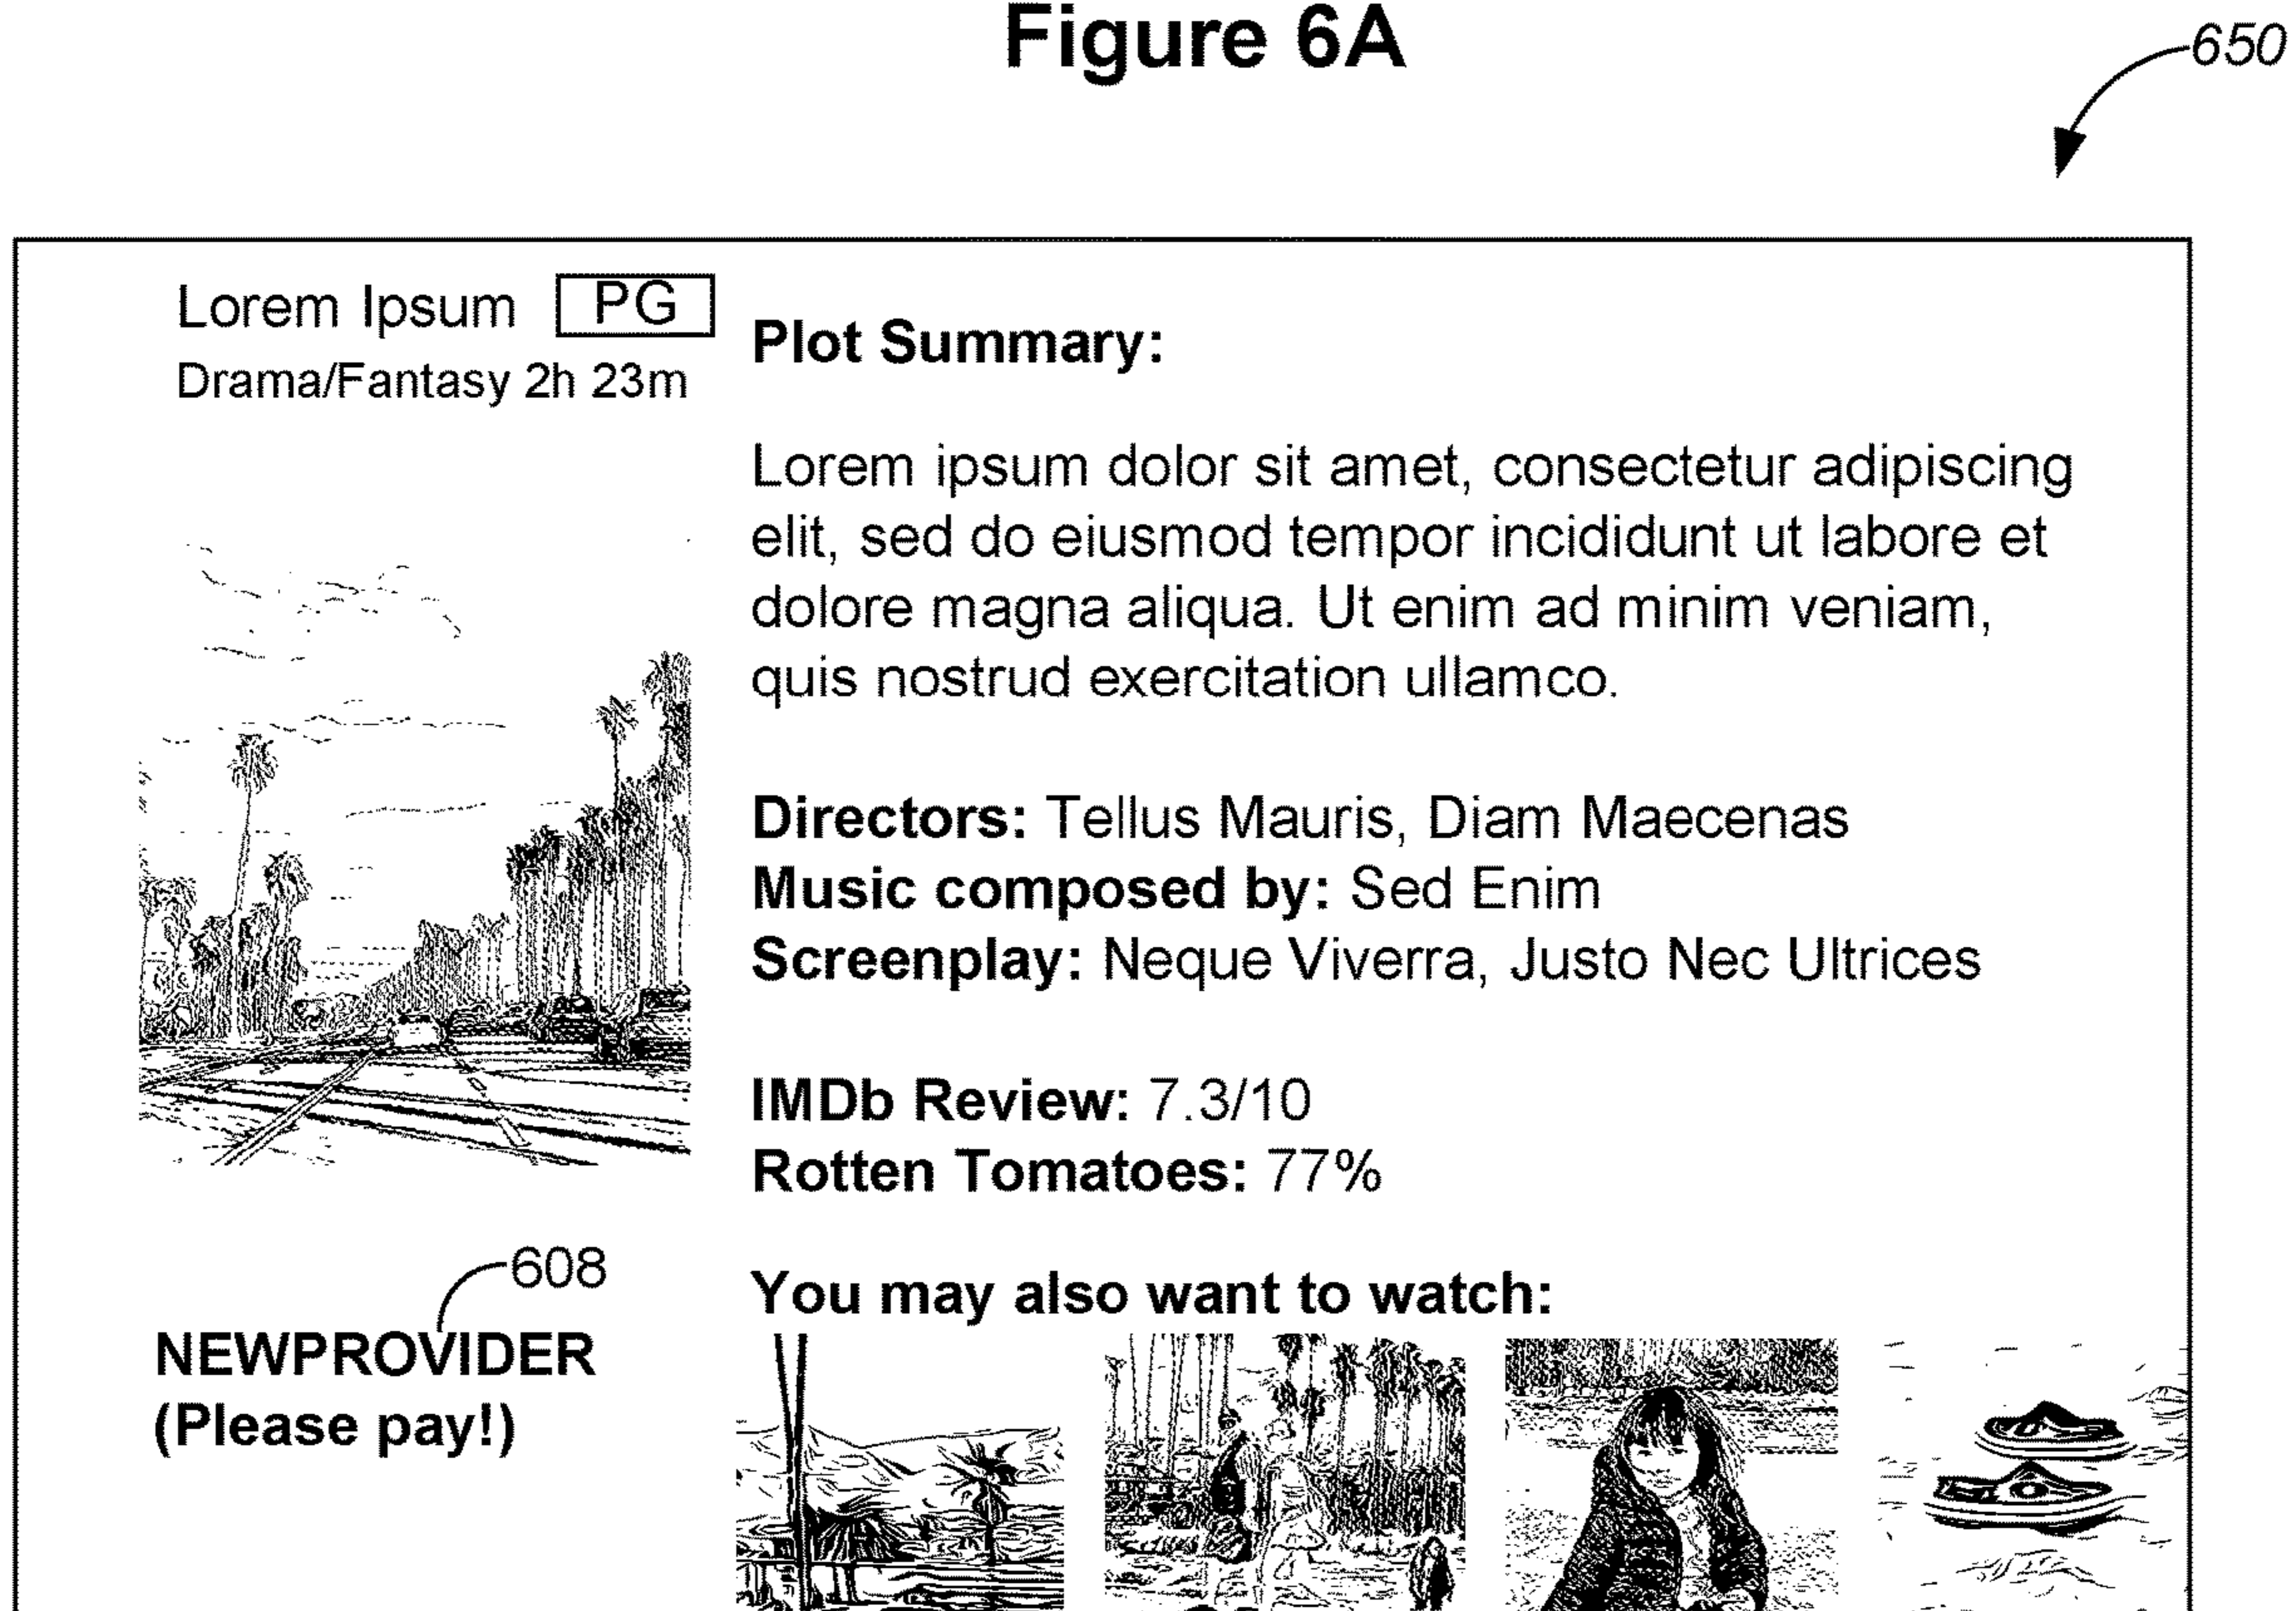 Figure 6A
650
Lorem Ipsum PG
Drama/Fantasy 2h 23m
Plot Summary:
Lorem ipsum dolor sit amet, consectetur adipiscing
elit, sed do eiusmod tempor incididunt ut labore et
dolore magna aliqua. Ut enim ad minim veniam,
quis nostrud exercitation ullamco.
Directors: Tellus Mauris, Diam Maecenas
Music composed by: Sed Enim
Screenplay: Neque Viverra, Justo Nec Ultrices
IMDb Review: 7.3/10
Rotten Tomatoes: 77%
608
NEWPROVIDER
(Please pay!)
You may also want to watch: